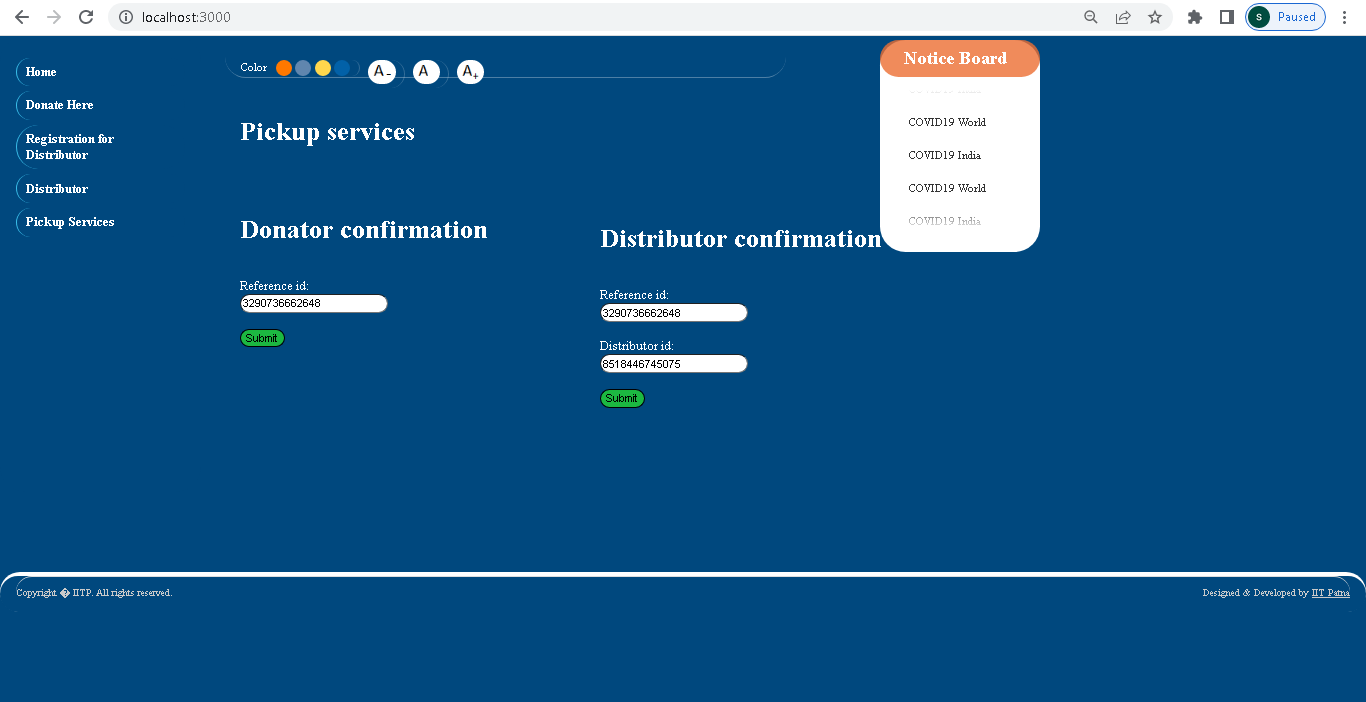 localhost:3000
S
Paused
Home
Donate Here
Registration for
Distributor
Distributor
Pickup Services
Color
A-
A
A+
Notice Board
COVID19 India
COVID19 World
COVID19 India
COVID19 World
COVID19 India
Pickup services
Donator confirmation
Reference id:
3290736662648
Submit
Distributor confirmation
Reference id:
3290736662648
Distributor id:
8518446745075
Submit
Copyright � IITP. All rights reserved.
Designed & Developed by IIT Patna